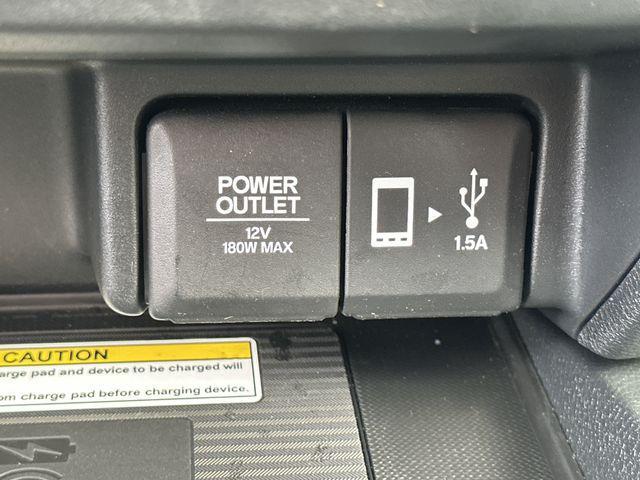 POWER
OUTLET
12V
180W MAX
1.5A
CAUTION
arge pad and device to be charged will
om charge pad before charging device.